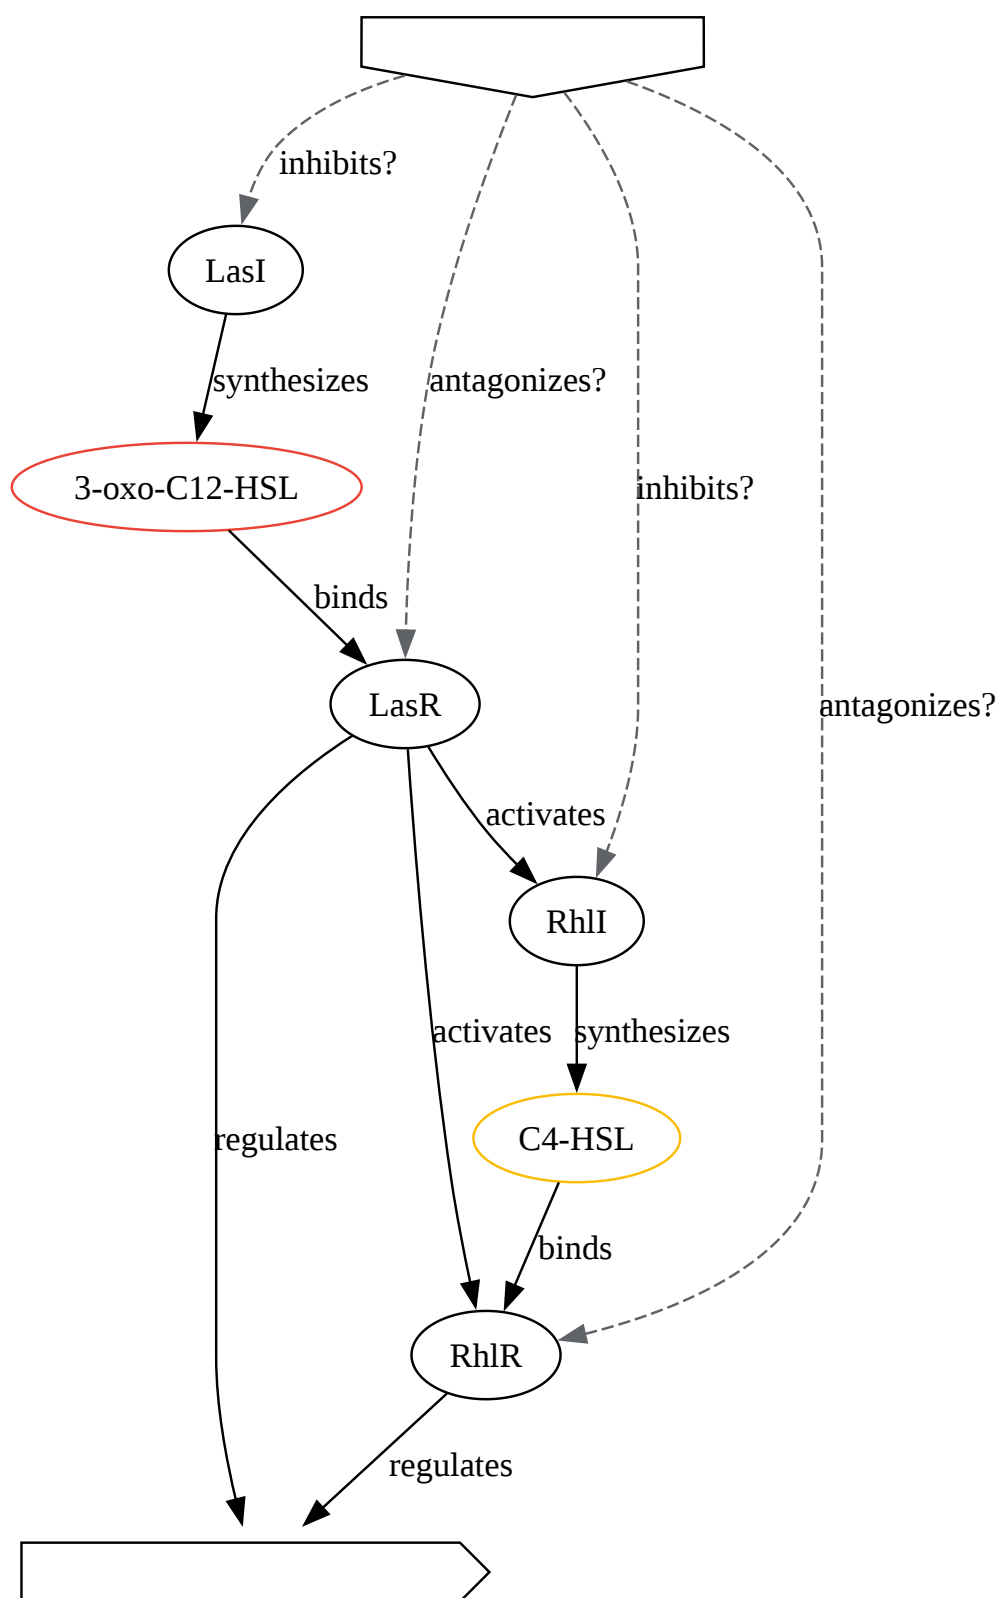 inhibits?
LasI
synthesizes
antagonizes?
3-oxo-C12-HSL
inhibits?
binds
LasR
antagonizes?
activates
RhlI
activates
synthesizes
regulates
C4-HSL
binds
RhlR
regulates